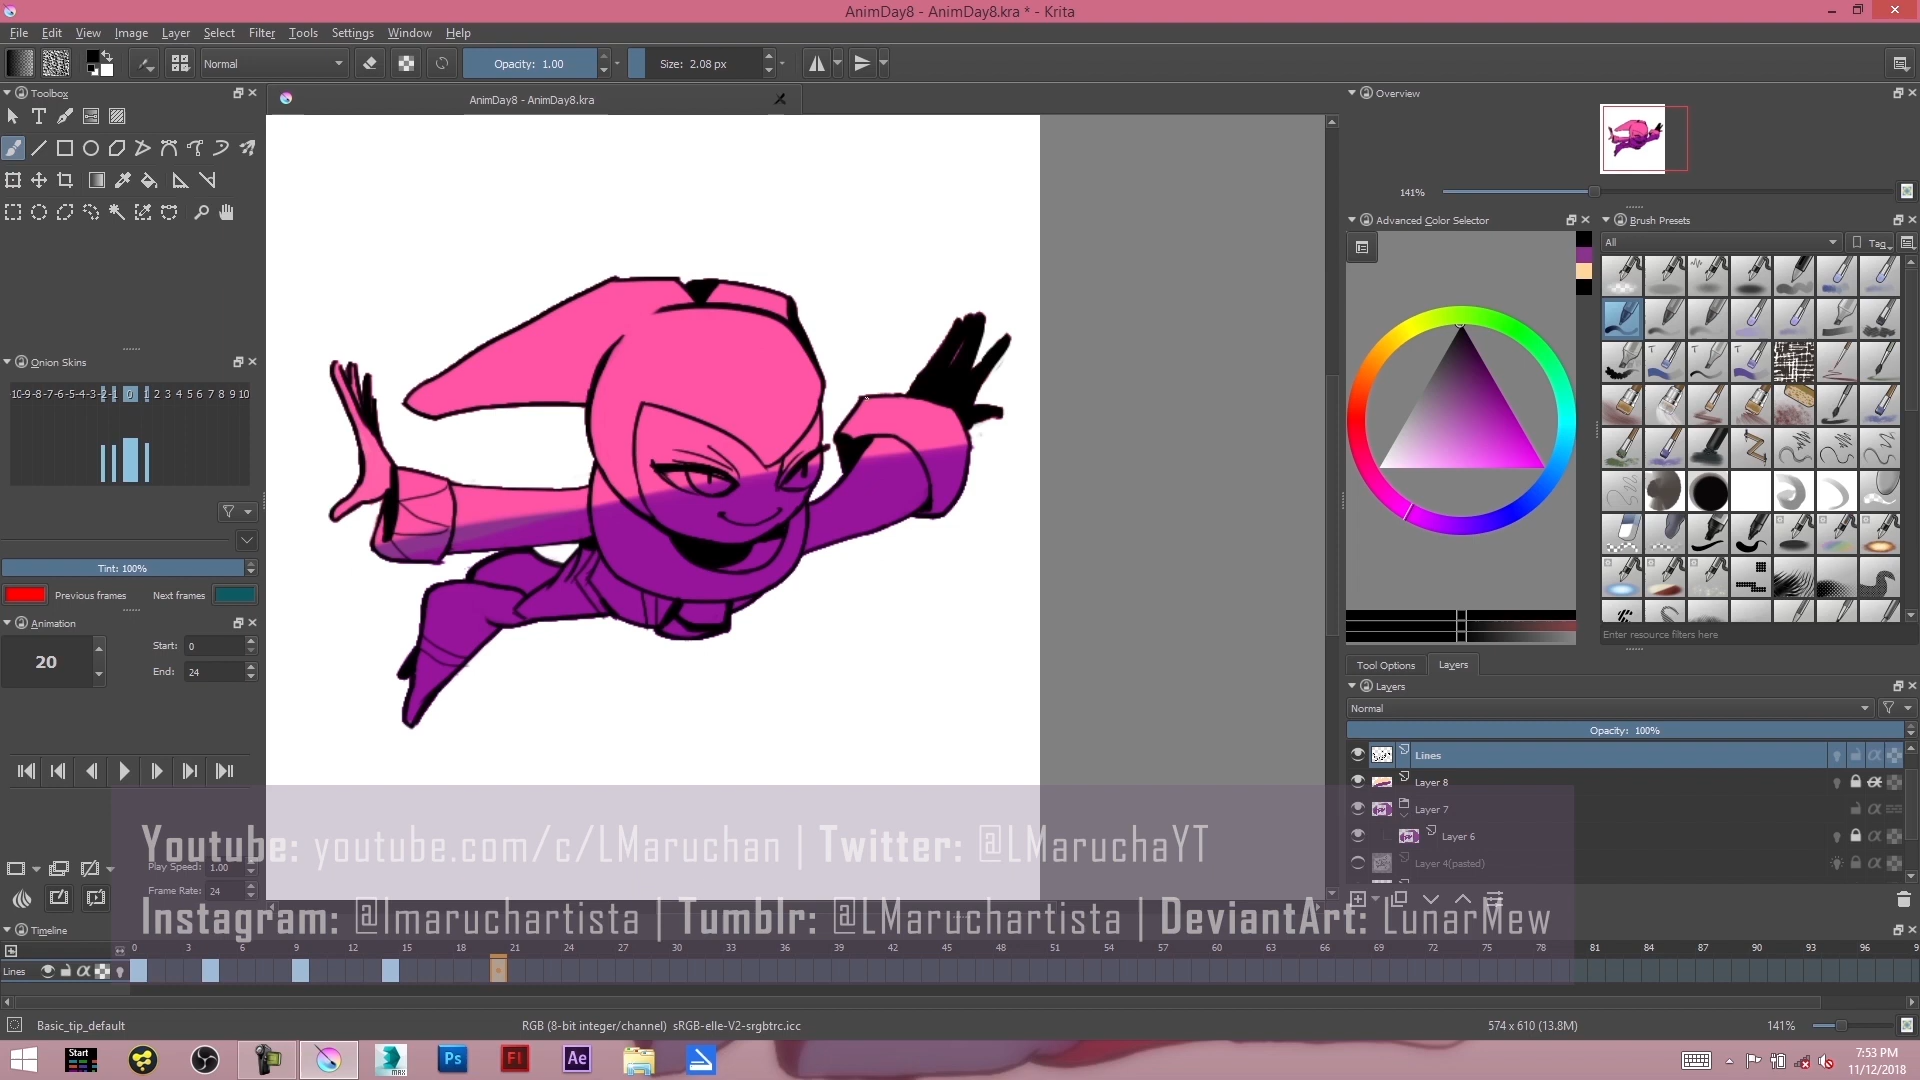 AnimDay8 - AnimDay8.kra * - Krita
File Edit View Image Layer Select Filter Tools Settings Window Help
Normal
Opacity: 1.00
Size: 2.08 px
Toolbox
AnimDay8 - AnimDay8.kra
Overview
141%
Advanced Color Selector
Brush Presets
All
Tag
Enter resource filters here
Onion Skins
-10-9-8-7-6-5-4-3-2-1 0 1 2 3 4 5 6 7 8 9 10
Tint: 100%
Previous frames
Next frames
Animation
20
Start: 0
End: 24
Tool Options
Layers
Layers
Normal
Opacity: 100%
Lines
Layer 8
Layer 7
Layer 6
Layer 4(pasted)
Youtube: youtube.com/c/LMarushan | Twitter: @LMaruchaYT
Play Speed: 1.00
Frame Rate: 24
Instagram: @lmaruchartista | Tumblr: @LMaruchartista | DeviantArt: LunarMew
Timeline
0 3 6 9 12 15 18 21 24 27 30 33 36 39 42 45 48 51 54 57 60 63 66 69 72 75 78 81 84 87 90 93 96 9
Lines
Basic_tip_default
RGB (8-bit integer/channel) sRGB-elle-V2-srgbtrc.icc
574 x 610 (13.8M)
141%
Start
MAX
Ps
Fl
Ae
7:53 PM
11/12/2018